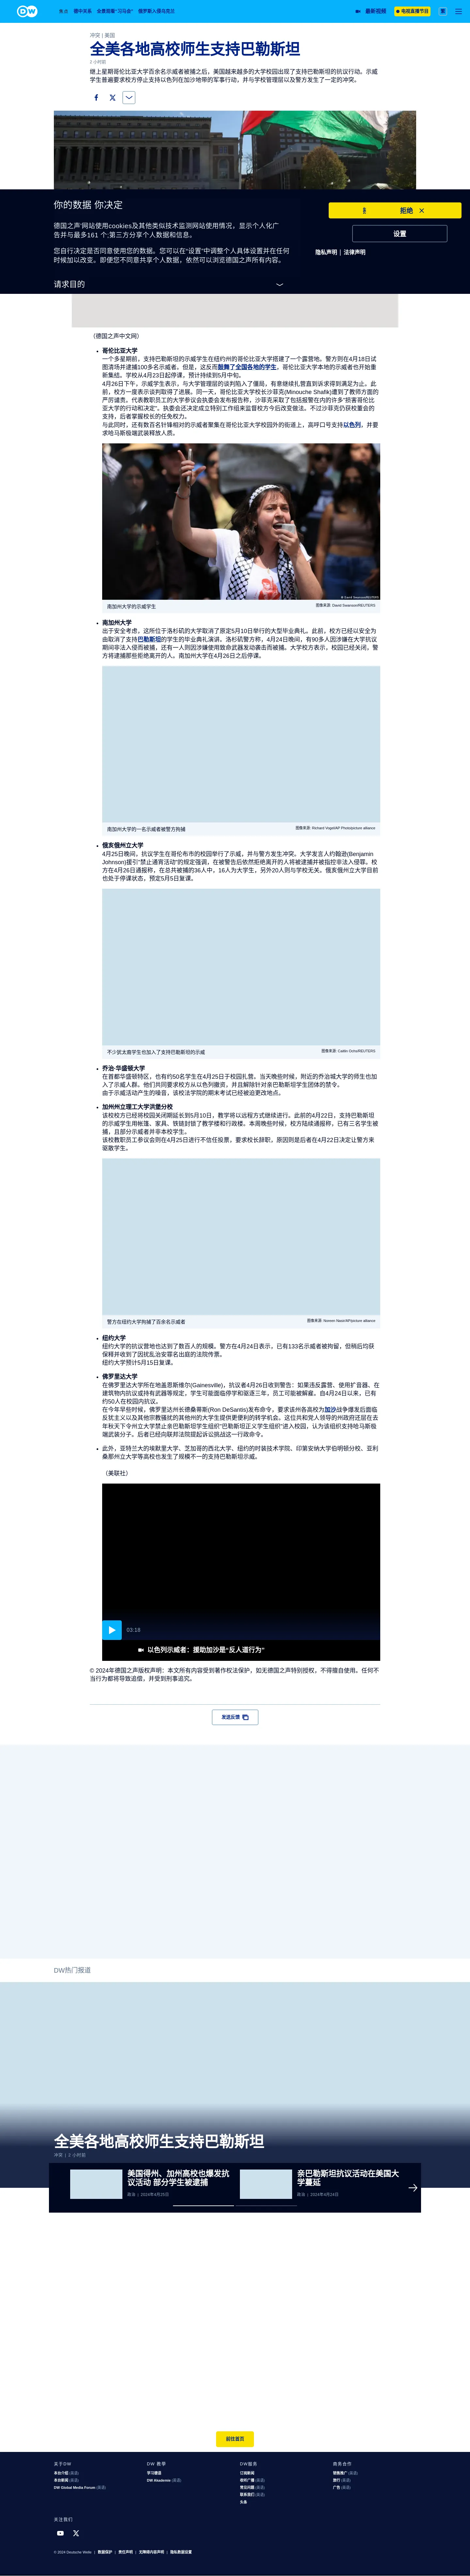 DW
焦点
德中关系
全景观看“习马会”
俄罗斯入侵乌克兰
最新视频
电视直播节目
繁
冲突 | 美国
全美各地高校师生支持巴勒斯坦
2 小时前
继上星期哥伦比亚大学百余名示威者被捕之后，美国越来越多的大学校园出现了支持巴勒斯坦的抗议行动。示威
学生普遍要求校方停止支持以色列在加沙地带的军事行动，并与学校管理层以及警方发生了一定的冲突。
你的数据 你决定
德国之声'网站使用cookies及其他类似技术监测网站使用情况，显示个人化广
告并与最多161 个;第三方分享个人数据和信息。
您自行决定是否同意使用您的数据。您可以在“设置”中调整个人具体设置并在任何
时候加以改变。即便您不同意共享个人数据，依然可以浏览德国之声所有内容。
请求目的
拒绝
设置
隐私声明 | 法律声明
（德国之声中文网）
哥伦比亚大学
一个多星期前，支持巴勒斯坦的示威学生在纽约州的哥伦比亚大学搭建了一个露营地。警方则在4月18日试
图清场并逮捕100多名示威者。但是，这反而鼓舞了全国各地的学生，哥伦比亚大学本地的示威者也开始重
新集结。学校从4月23日起停课，预计持续到5月中旬。
4月26日下午，示威学生表示，与大学管理层的谈判陷入了僵局，有意继续扎营直到诉求得到满足为止。此
前，校方一度表示谈判取得了进展。同一天，哥伦比亚大学校长沙菲克(Minouche Shafik)遭到了教师方面的
严厉谴责。代表教职员工的大学参议会执委会发布报告称，沙菲克采取了包括报警在内的许多“损害哥伦比
亚大学的行动和决定”。执委会还决定成立特别工作组来监督校方今后改变做法。不过沙菲克仍获校董会的
支持，后者掌握校长的任免权力。
与此同时，还有数百名针锋相对的示威者聚集在哥伦比亚大学校园外的街道上，高呼口号支持以色列，并要
求哈马斯极端武装释放人质。
南加州大学的示威学生
图像来源: David Swanson/REUTERS
南加州大学
出于安全考虑，这所位于洛杉矶的大学取消了原定5月10日举行的大型毕业典礼。此前，校方已经以安全为
由取消了支持巴勒斯坦的学生的毕业典礼演讲。洛杉矶警方称，4月24日晚间，有90多人因涉嫌在大学抗议
期间非法入侵而被捕，还有一人则因涉嫌使用致命武器发动袭击而被捕。大学校方表示，校园已经关闭，警
方将逮捕那些拒绝离开的人。南加州大学在4月26日之后停课。
南加州大学的一名示威者被警方拘捕
图像来源: Richard Vogel/AP Photo/picture alliance
俄亥俄州立大学
4月25日晚间，抗议学生在哥伦布市的校园举行了示威，并与警方发生冲突。大学发言人约翰逊(Benjamin
Johnson)援引“禁止通宵活动”的规定强调，在被警告后依然拒绝离开的人将被逮捕并被指控非法入侵罪。校
方在4月26日通报称，在总共被捕的36人中，16人为大学生，另外20人则与学校无关。俄亥俄州立大学目前
也处于停课状态，预定5月5日复课。
不少犹太裔学生也加入了支持巴勒斯坦的示威
图像来源: Caitlin Ochs/REUTERS
乔治·华盛顿大学
在首都华盛顿特区，也有约50名学生在4月25日于校园扎营。当天晚些时候，附近的乔治城大学的师生也加
入了示威人群。他们共同要求校方从以色列撤资，并且解除针对亲巴勒斯坦学生团体的禁令。
由于示威活动产生的噪音，该校法学院的期末考试已经被迫更改地点。
加州州立理工大学洪堡分校
该校校方已经将校园关闭期延长到5月10日，教学将以远程方式继续进行。此前的4月22日，支持巴勒斯坦
的示威学生用帐篷、家具、铁链封锁了教学楼和行政楼。本周晚些时候，校方陆续通报称，已有三名学生被
捕，且部分示威者并非本校学生。
该校教职员工参议会则在4月25日进行不信任投票，要求校长辞职，原因则是后者在4月22日决定让警方来
驱散学生。
警方在纽约大学拘捕了百余名示威者
图像来源: Noreen Nasir/AP/picture alliance
纽约大学
纽约大学的抗议营地也达到了数百人的规模。警方在4月24日表示，已有133名示威者被拘留，但稍后均获
保释并收到了因扰乱治安罪名出庭的法院传票。
纽约大学预计5月15日复课。
佛罗里达大学
在佛罗里达大学所在地盖恩斯维尔(Gainesville)，抗议者4月26日收到警告：如果违反露营、使用扩音器、在
建筑物内抗议或持有武器等规定，学生可能面临停学和驱逐三年，员工可能被解雇。自4月24日以来，已有
约50人在校园内抗议。
在今年早些时候，佛罗里达州长德桑蒂斯(Ron DeSantis)发布命令，要求该州各高校为加沙战争爆发后面临
反犹主义以及其他宗教骚扰的其他州的大学生提供更便利的转学机会。这位共和党人领导的州政府还层在去
年秋天下令州立大学禁止亲巴勒斯坦学生组织“巴勒斯坦正义学生组织”进入校园，认为该组织支持哈马斯极
端武装分子。后者已经向联邦法院提起诉讼挑战这一行政命令。
此外，亚特兰大的埃默里大学、芝加哥的西北大学、纽约的时装技术学院、印第安纳大学伯明顿分校、亚利
桑那州立大学等高校也发生了规模不一的支持巴勒斯坦示威。
（美联社）
03:18
以色列示威者：援助加沙是“反人道行为”
© 2024年德国之声版权声明：本文所有内容受到著作权法保护，如无德国之声特别授权，不得擅自使用。任何不
当行为都将导致追偿，并受到刑事追究。
发送反馈
DW热门报道
全美各地高校师生支持巴勒斯坦
冲突 | 2 小时前
美国得州、加州高校也爆发抗
议活动 部分学生被逮捕
政治 | 2024年4月25日
亲巴勒斯坦抗议活动在美国大
学蔓延
政治 | 2024年4月24日
前往首页
关于DW
本台介绍 (英语)
本台新闻 (英语)
DW Global Media Forum (英语)
DW 教学
学习德语
DW Akademie (英语)
DW服务
订阅新闻
收听广播 (英语)
常见问题 (英语)
联系我们 (英语)
头条
商务合作
销售推广 (英语)
旅行 (英语)
广告 (英语)
关注我们
© 2024 Deutsche Welle | 数据保护 | 责任声明 | 无障碍内容声明 | 隐私数据设置